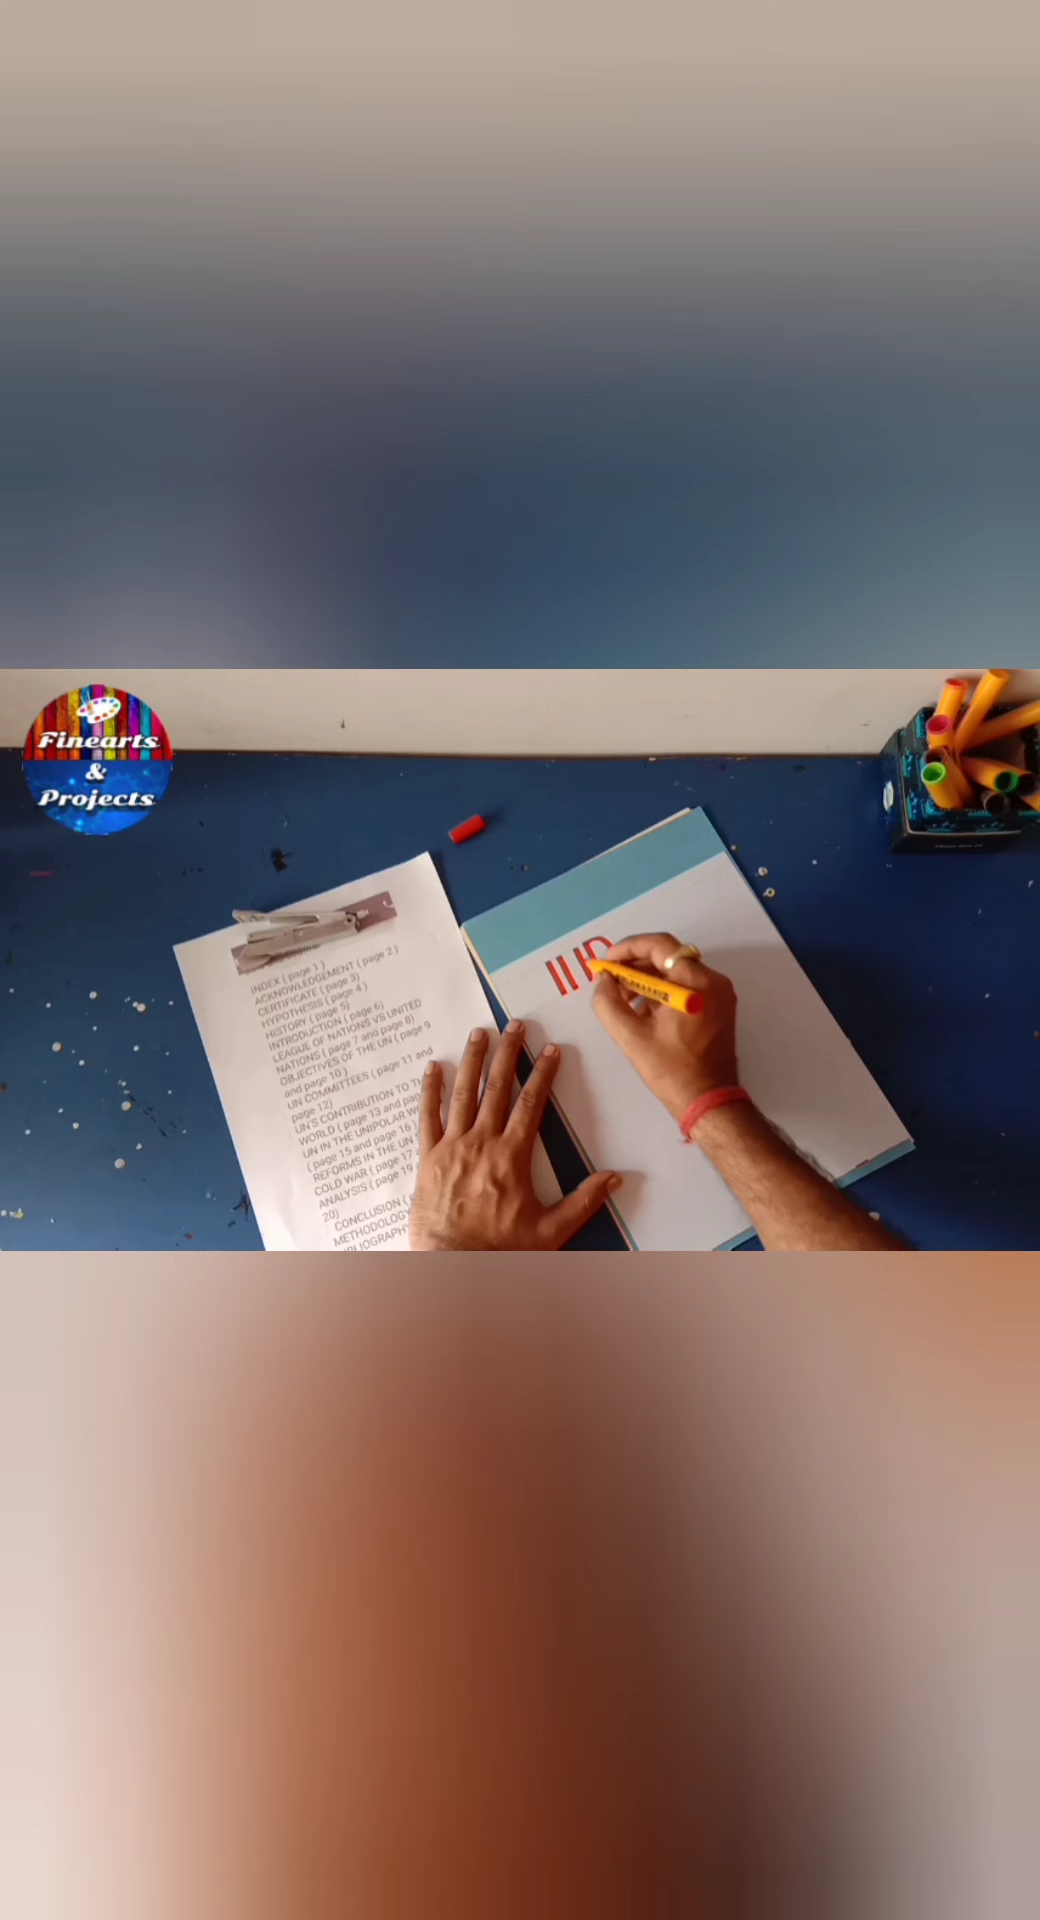 Finearts
&
Projects
INDEX ( page 1 )
ACKNOWLEDGEMENT ( page 2 )
CERTIFICATE ( page 3)
HYPOTHESIS ( page 4 )
HISTORY ( page 5)
INTRODUCTION ( page 6)
LEAGUE OF NATIONS VS UNITED
NATIONS ( page 7 and page 8)
OBJECTIVES OF THE UN ( page 9
and page 10 )
UN COMMITTEES ( page 11 and
page 12)
UN'S CONTRIBUTION TO
WORLD ( page 13 and
UN IN THE UNIPOLAR
( page 15 and page 16 )
REFORMS IN THE UN
COLD WAR ( page 17
ANALYSIS ( page 19
20)
CONCLUSION (
METHODOLOGY